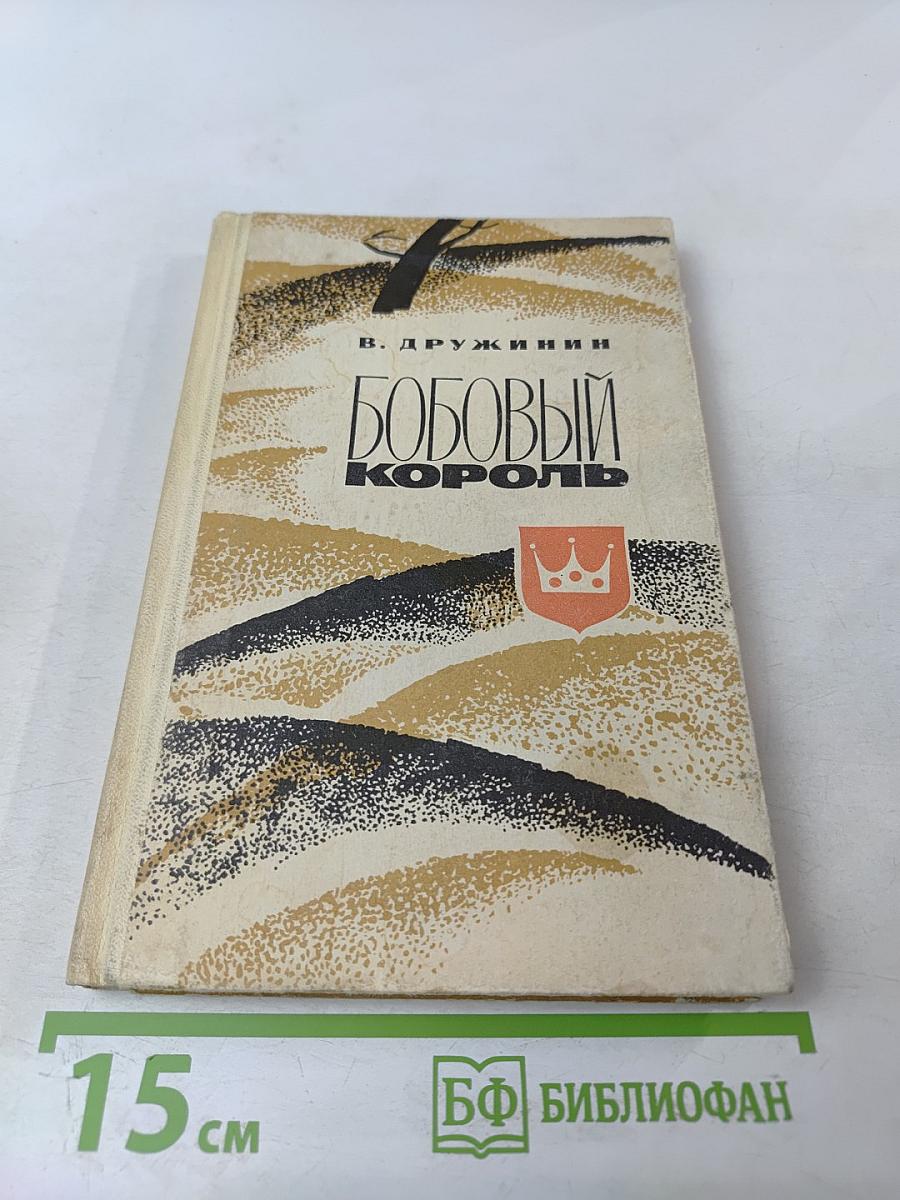 В. ДРУЖИНИН
БОБОВЫЙ
КОРОЛЬ
15 см
БФ БИБЛИОФАН